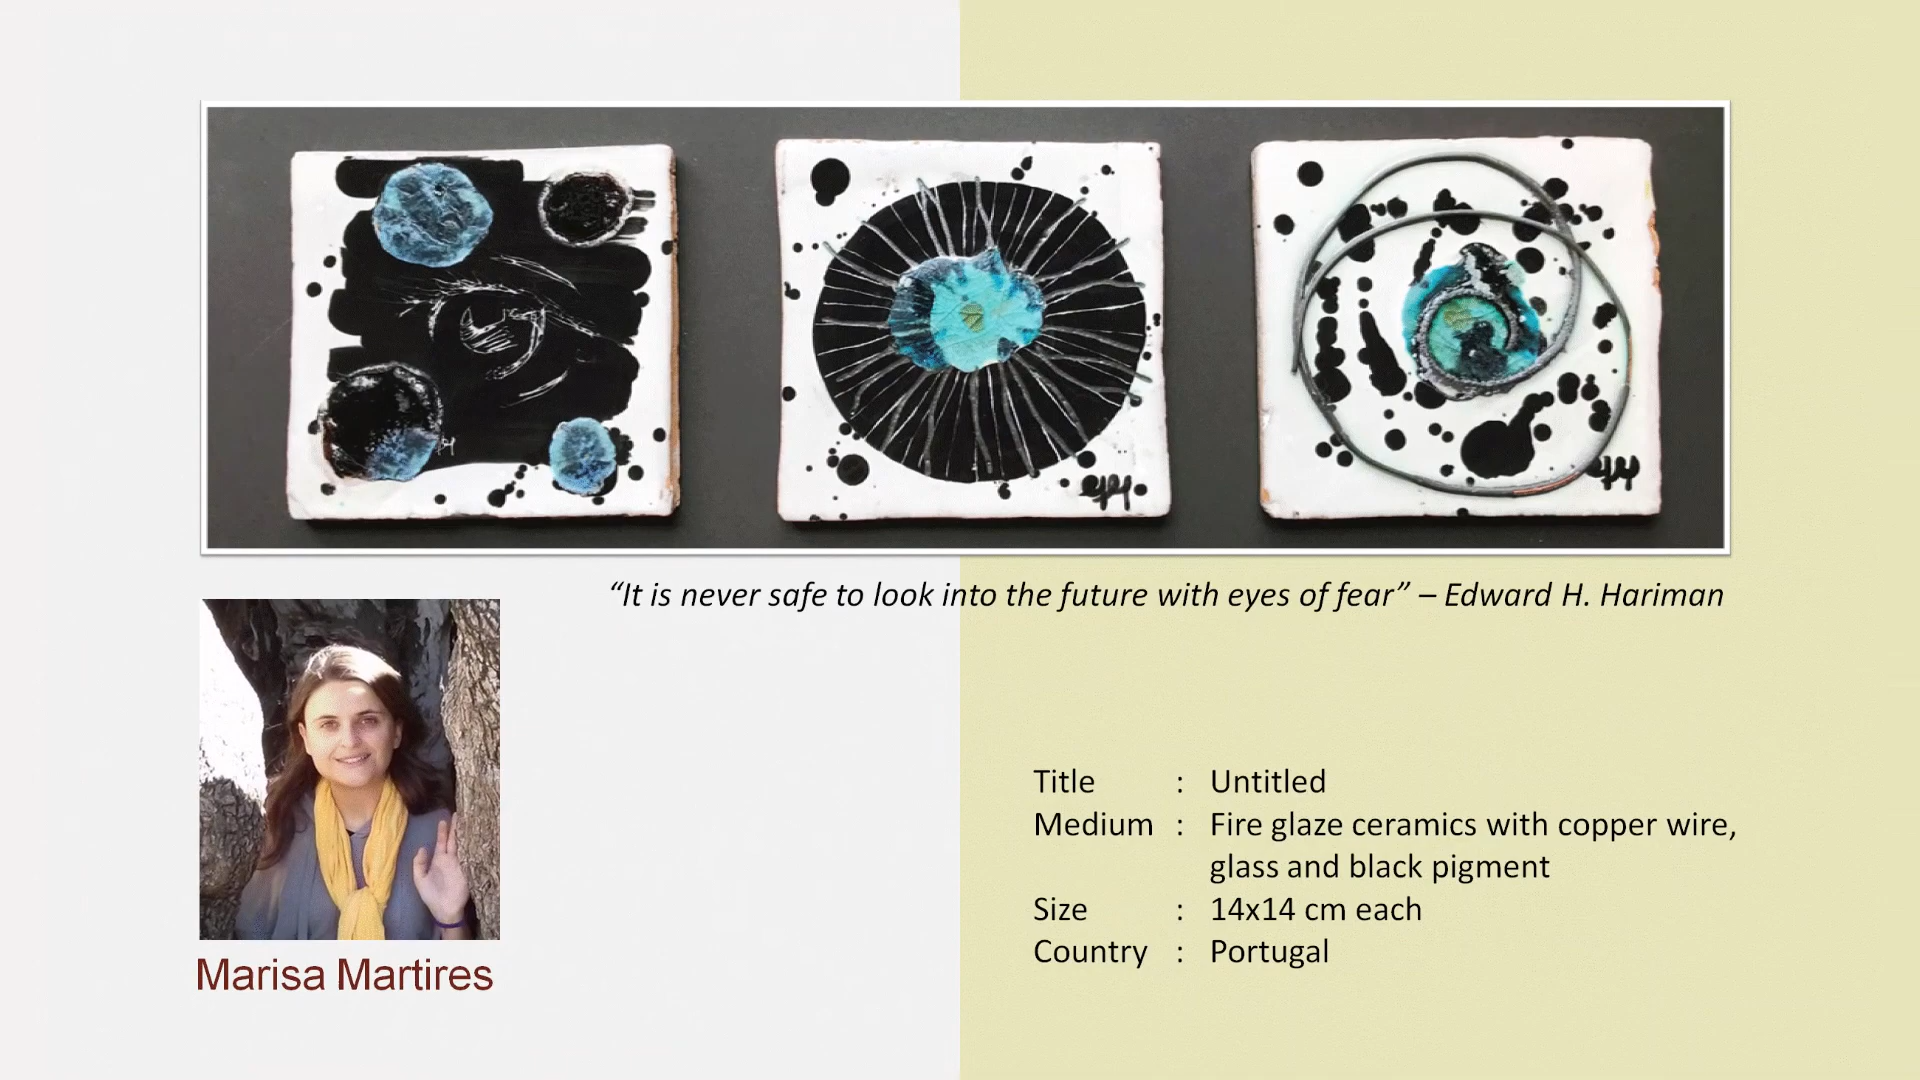 “It is never safe to look into the future with eyes of fear” – Edward H. Hariman
Title : Untitled
Medium : Fire glaze ceramics with copper wire,
glass and black pigment
Size : 14x14 cm each
Country : Portugal
Marisa Martires